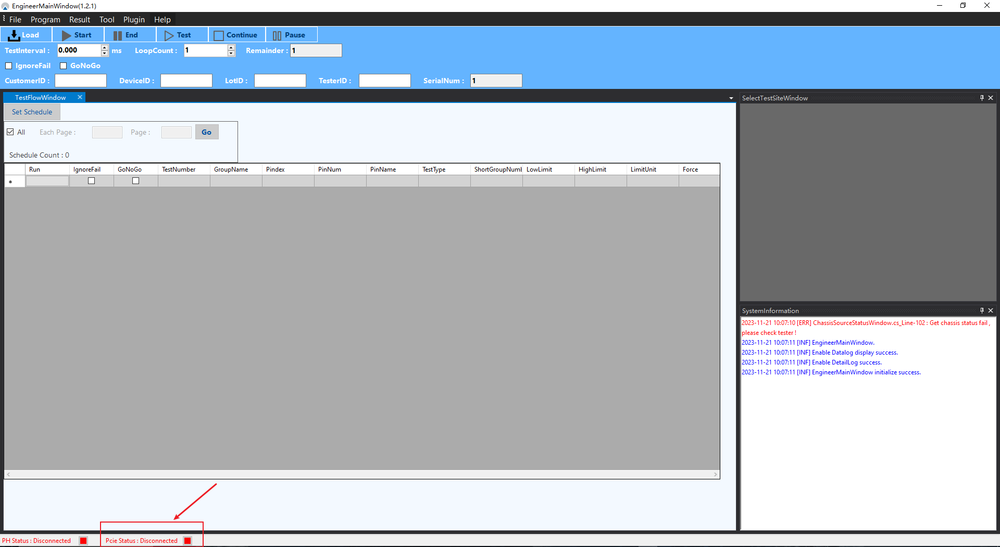 EngineerMainWindow(1.2.1)
File Program Result Tool Plugin Help
Load Start End Test Continue Pause
TestInterval : 0.000 ms LoopCount : 1 Remainder : 1
IgnoreFail GoNoGo
CustomerID : DeviceID : LotID : TesterID : SerialNum : 1
TestFlowWindow
Set Schedule
All Each Page : Page : Go
Schedule Count : 0
Run IgnoreFail GoNoGo TestNumber GroupName Pindex PinNum PinName TestType ShortGroupNuml LowLimit HighLimit LimitUnit Force
SelectTestSiteWindow
SystemInformation
2023-11-21 10:07:10 [ERR] ChassisSourceStatusWindow.cs_Line-102 : Get chassis status fail ,
please check tester !
2023-11-21 10:07:11 [INF] EngineerMainWindow.
2023-11-21 10:07:11 [INF] Enable Datalog display success.
2023-11-21 10:07:11 [INF] Enable DetailLog success.
2023-11-21 10:07:11 [INF] EngineerMainWindow initialize success.
PH Status : Disconnected Pcie Status : Disconnected